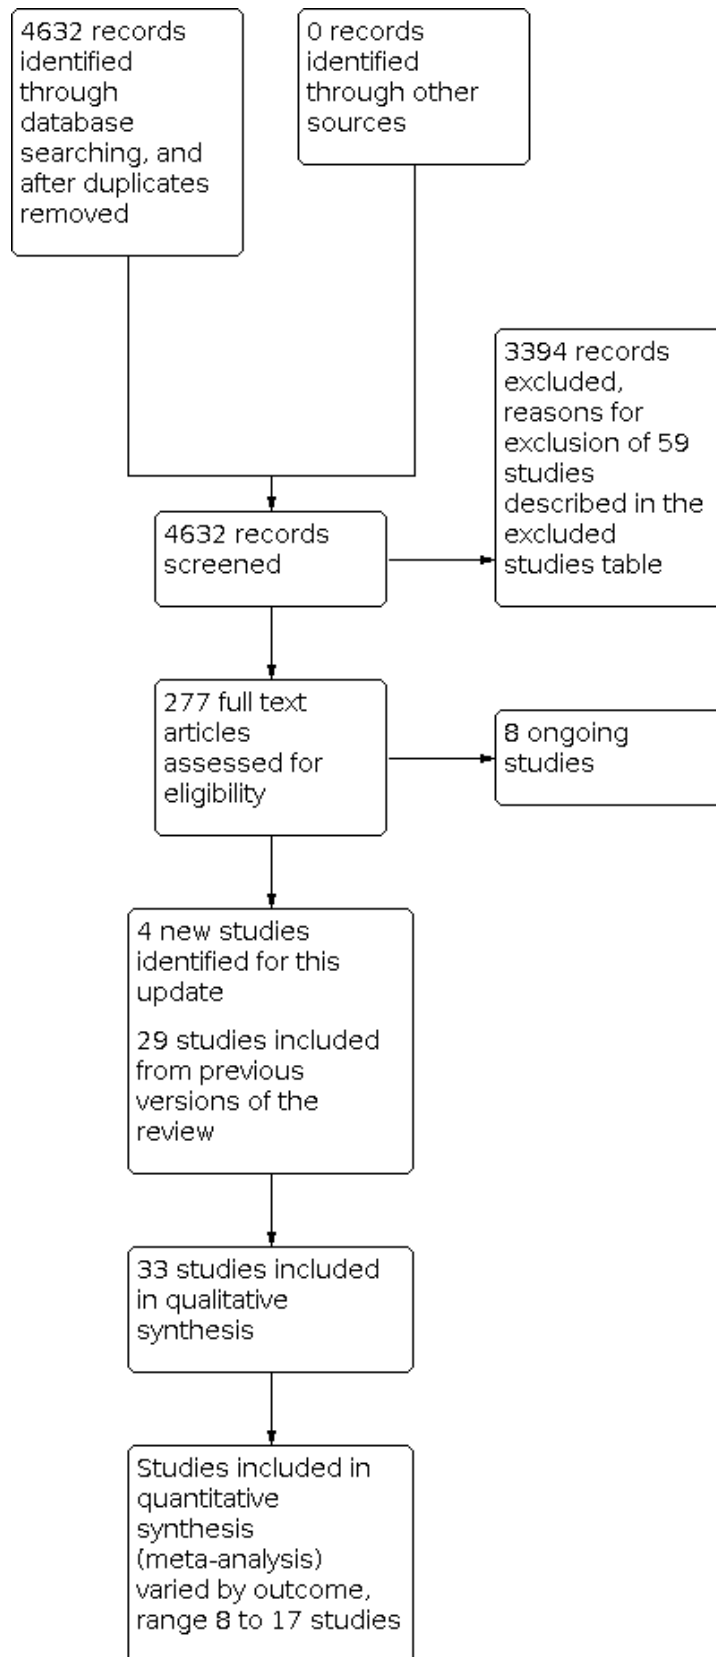 4632 records
identified
through
database
searching, and
after duplicates
removed
0 records
identified
through other
sources
3394 records
excluded,
reasons for
exclusion of 59
studies
described in the
excluded
studies table
4632 records
screened
277 full text
articles
assessed for
eligibility
8 ongoing
studies
4 new studies
identified for this
update
29 studies included
from previous
versions of the
review
33 studies included
in qualitative
synthesis
Studies included in
quantitative
synthesis
(meta-analysis)
varied by outcome,
range 8 to 17 studies